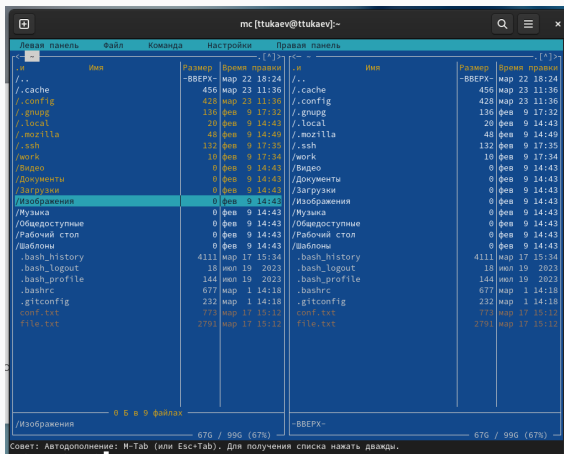 mc [ttukaev@ttukaev]:~
Левая панель Файл Команда Настройки Правая панель
<— ~ —.[^]> <— ~ —.[^]>
.и Имя Размер Время правки .и Имя Размер Время правки
/.. -ВВЕРХ- мар 22 18:24 /.. -ВВЕРХ- мар 22 18:24
/.cache 456 мар 23 11:36 /.cache 456 мар 23 11:36
/.config 428 мар 23 11:36 /.config 428 мар 23 11:36
/.gnupg 136 фев 9 17:32 /.gnupg 136 фев 9 17:32
/.local 20 фев 9 14:43 /.local 20 фев 9 14:43
/.mozilla 48 фев 9 14:49 /.mozilla 48 фев 9 14:49
/.ssh 132 фев 9 17:35 /.ssh 132 фев 9 17:35
/work 10 фев 9 17:34 /work 10 фев 9 17:34
/Видео 0 фев 9 14:43 /Видео 0 фев 9 14:43
/Документы 0 фев 9 14:43 /Документы 0 фев 9 14:43
/Загрузки 0 фев 9 14:43 /Загрузки 0 фев 9 14:43
/Изображения 0 фев 9 14:43 /Изображения 0 фев 9 14:43
/Музыка 0 фев 9 14:43 /Музыка 0 фев 9 14:43
/Общедоступные 0 фев 9 14:43 /Общедоступные 0 фев 9 14:43
/Рабочий стол 0 фев 9 14:43 /Рабочий стол 0 фев 9 14:43
/Шаблоны 0 фев 9 14:43 /Шаблоны 0 фев 9 14:43
.bash_history 4111 мар 17 15:34 .bash_history 4111 мар 17 15:34
.bash_logout 18 июл 19 2023 .bash_logout 18 июл 19 2023
.bash_profile 144 июл 19 2023 .bash_profile 144 июл 19 2023
.bashrc 677 мар 1 14:18 .bashrc 677 мар 1 14:18
.gitconfig 232 мар 1 14:18 .gitconfig 232 мар 1 14:18
conf.txt 773 мар 17 15:12 conf.txt 773 мар 17 15:12
file.txt 2791 мар 17 15:12 file.txt 2791 мар 17 15:12
0 Б в 9 файлах
/Изображения -ВВЕРХ-
67G / 99G (67%) 67G / 99G (67%)
Совет: Автодополнение: M-Tab (или Esc+Tab). Для получения списка нажать дважды.